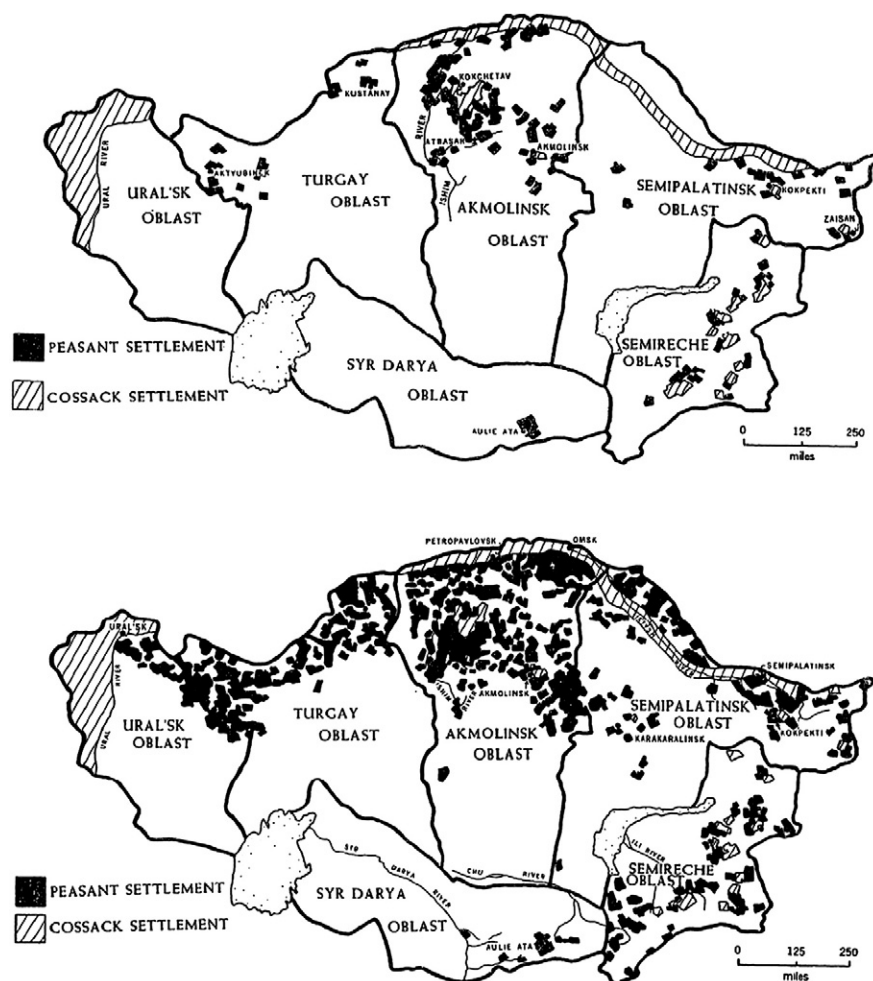 KOKCHETAV
KUSTANAY
RIVER
ATBASAR
AKMOLINSK
RIVER
URAL
AKTYUBINCK
ISHIM
URAL'SK
OBLAST
TURGAY
OBLAST
AKMOLINSK
OBLAST
SEMIPALATINSK
OBLAST
KOKPEKTI
ZAISAN
PEASANT SETTLEMENT
COSSACK SETTLEMENT
SYR DARYA
OBLAST
SEMIRECHE
OBLAST
AULIE ATA
0 125 250
miles
PETROPAVLOVSK
OMSK
URAL'SK
RIVER
URAL
SEMIPALATINSK
ISHIM
RIVER
AKMOLINSK
URAL'SK
OBLAST
TURGAY
OBLAST
AKMOLINSK
OBLAST
SEMIPALATINSK
OBLAST
KOKPEKTI
KARAKARALINSK
SYR
DARYA
RIVER
CHU RIVER
ILI RIVER
PEASANT SETTLEMENT
COSSACK SETTLEMENT
SYR DARYA
OBLAST
SEMIRECHE
OBLAST
AULIE ATA
0 125 250
miles